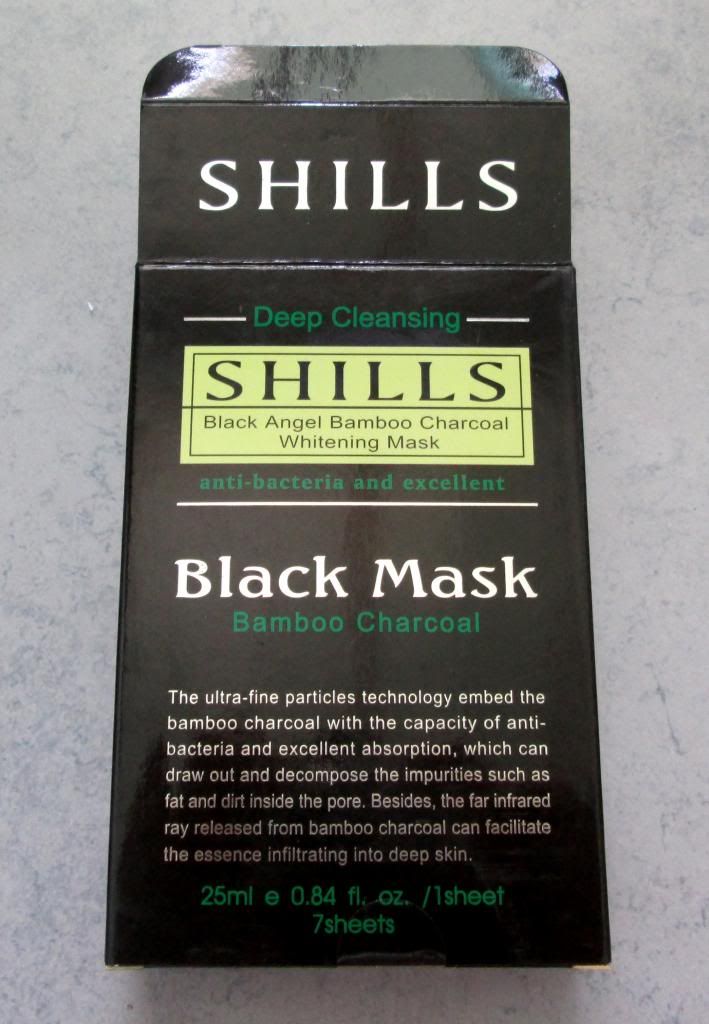 SHILLS
Deep Cleansing
SHILLS
Black Angel Bamboo Charcoal
Whitening Mask
anti-bacteria and excellent
Black Mask
Bamboo Charcoal
The ultra-fine particles technology embed the
bamboo charcoal with the capacity of anti-
bacteria and excellent absorption, which can
draw out and decompose the impurities such as
fat and dirt inside the pore. Besides, the far infrared
ray released from bamboo charcoal can facilitate
the essence infiltrating into deep skin.
25ml e 0.84 fl. oz. /1sheet
7sheets